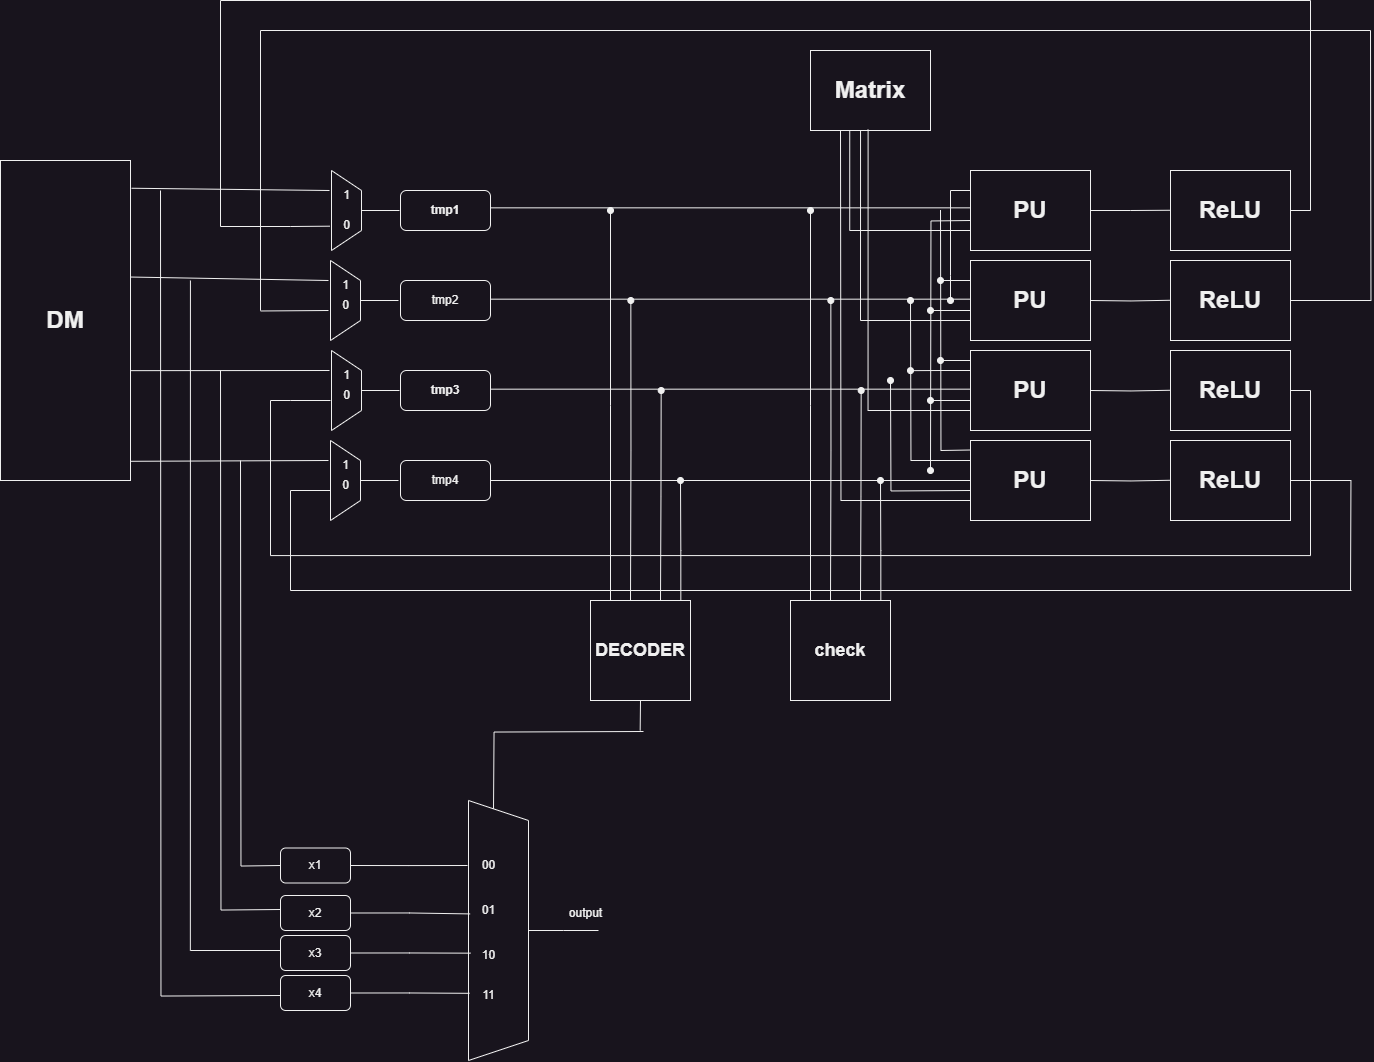 Matrix
DM
1
0
tmp1
PU
ReLU
1
0
tmp2
PU
ReLU
1
0
tmp3
PU
ReLU
1
0
tmp4
PU
ReLU
DECODER
check
x1
00
x2
01
output
x3
10
x4
11